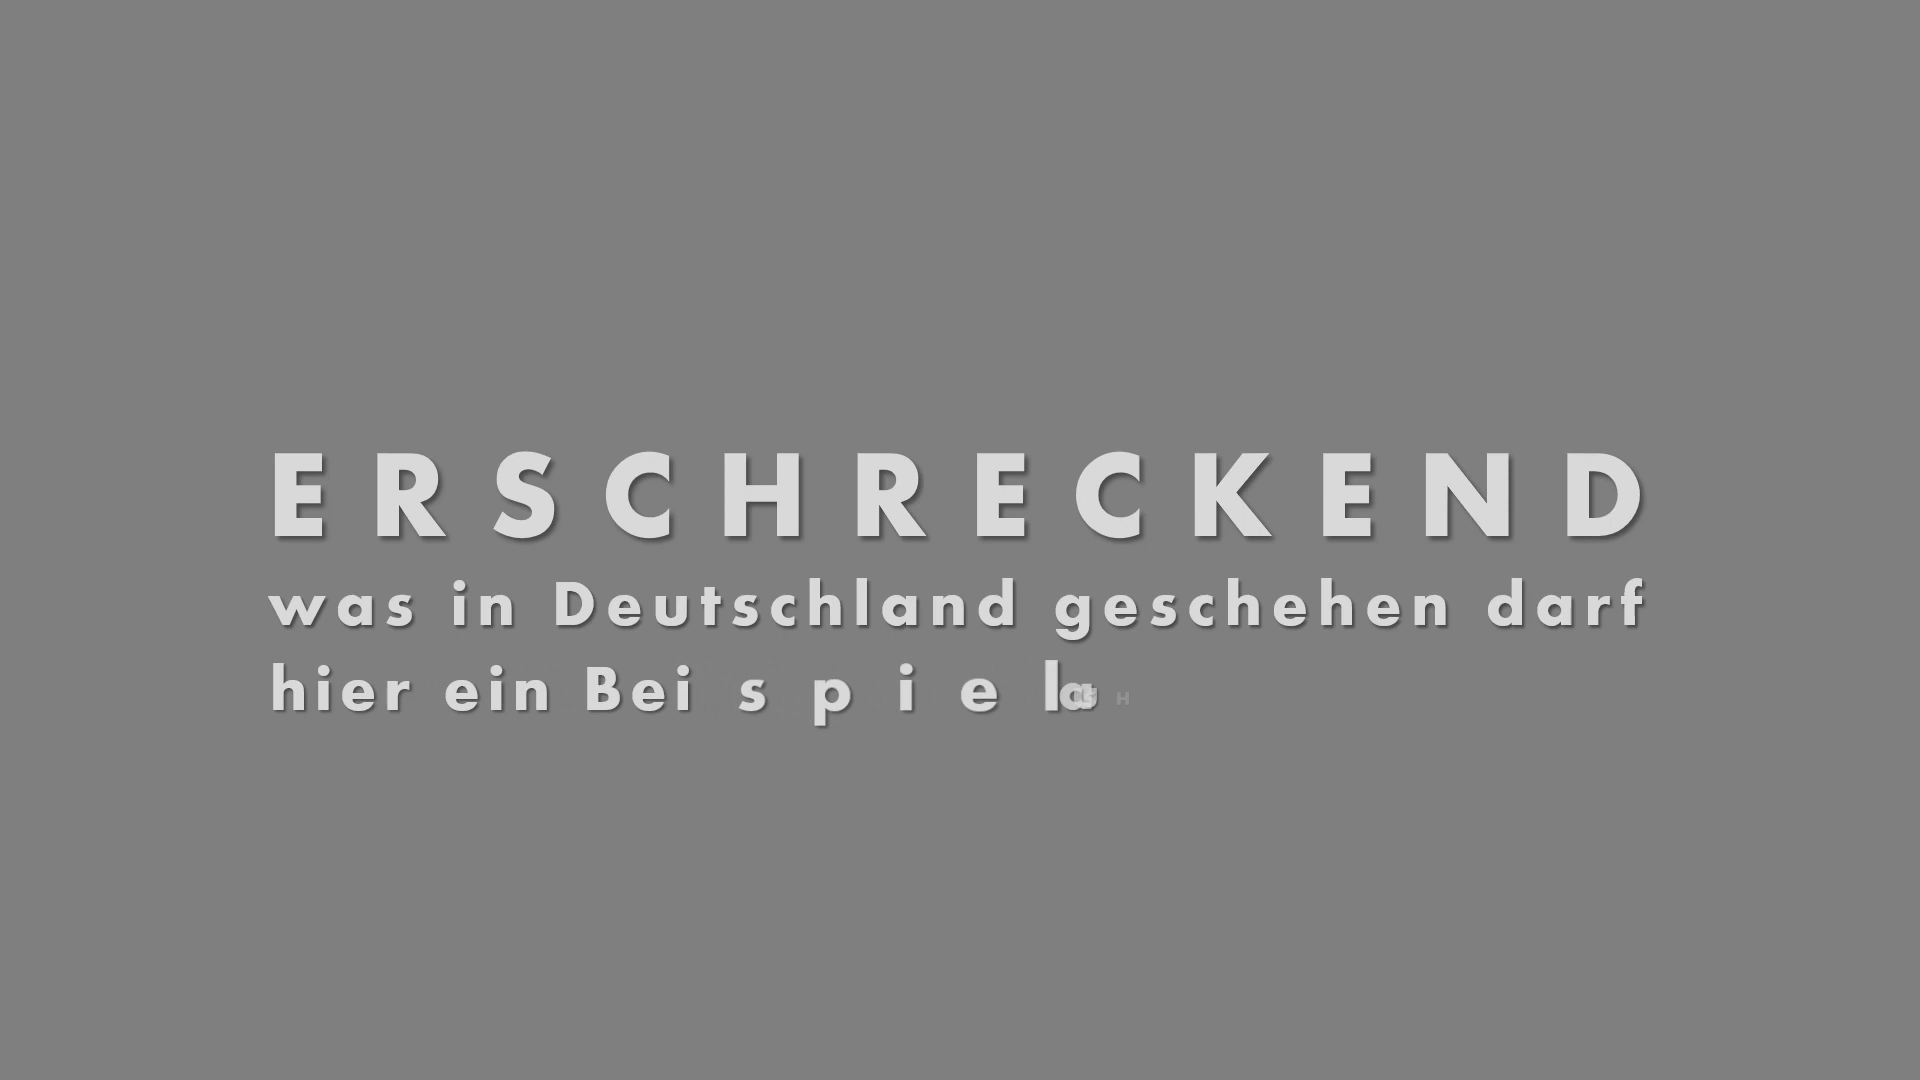 ERSCHRECKEND
was in Deutschland geschehen darf
hier ein Beispiel